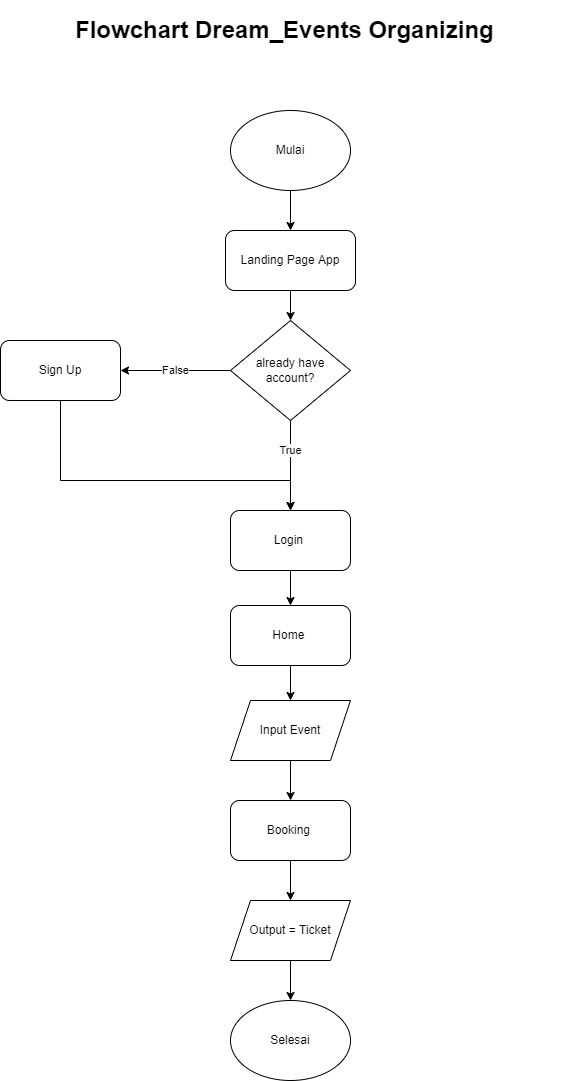 Flowchart Dream_Events Organizing
Mulai
Landing Page App
already have
account?
False
Sign Up
True
Login
Home
Input Event
Booking
Output = Ticket
Selesai